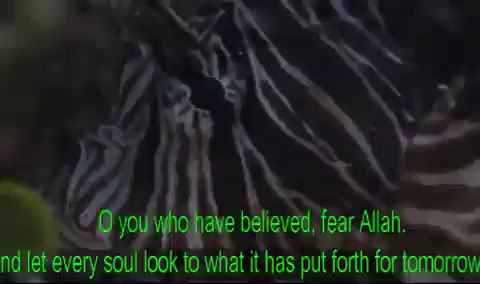 O you who have believed, fear Allah.
nd let every soul look to what it has put forth for tomorrow